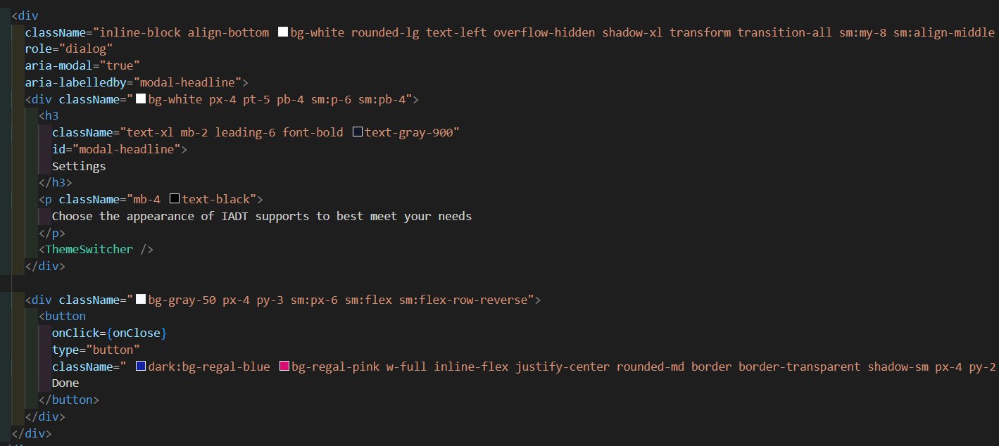 <div
className="inline-block align-bottom bg-white rounded-lg text-left overflow-hidden shadow-xl transform transition-all sm:my-8 sm:align-middle
role="dialog"
aria-modal="true"
aria-labelledby="modal-headline">
<div className="bg-white px-4 pt-5 pb-4 sm:p-6 sm:pb-4">
<h3
className="text-xl mb-2 leading-6 font-bold text-gray-900"
id="modal-headline">
Settings
</h3>
<p className="mb-4 text-black">
Choose the appearance of IADT supports to best meet your needs
</p>
<ThemeSwitcher />
</div>
<div className="bg-gray-50 px-4 py-3 sm:px-6 sm:flex sm:flex-row-reverse">
<button
onClick={onClose}
type="button"
className=" dark:bg-regal-blue bg-regal-pink w-full inline-flex justify-center rounded-md border border-transparent shadow-sm px-4 py-2
Done
</button>
</div>
</div>